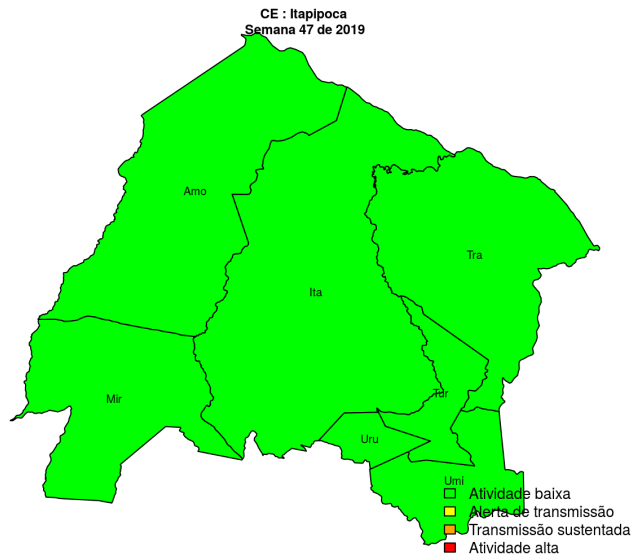 CE : Itapipoca
Semana 47 de 2019
Amo
Tra
Ita
Mir
Tur
Uru
Umi
Atividade baixa
Alerta de transmissão
Transmissão sustentada
Atividade alta